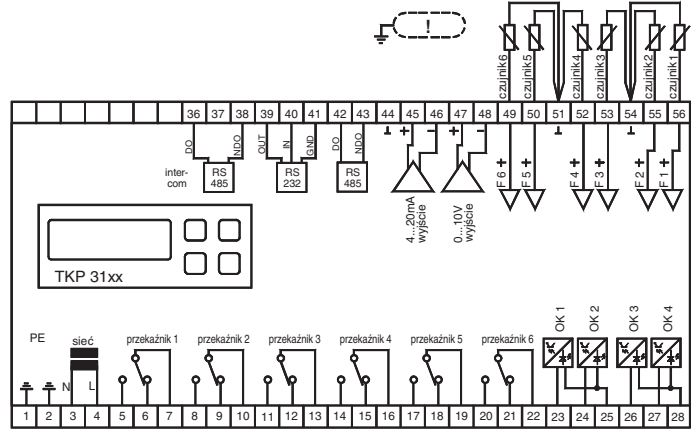 !
czujnik6 czujnik5 czujnik4 czujnik3 czujnik2 czujnik1
36 37 38 39 40 41 42 43 44 45 46 47 48 49 50 51 52 53 54 55 56
DO NDO OUT IN GND DO NDO + - + -
inter-
com
RS
485
RS
232
RS
485
F 6 + F 5 + F 4 + F 3 + F 2 + F 1 +
4...20mA
wyjście
0...10V
wyjście
TKP 31xx
OK 1 OK 2 OK 3 OK 4
PE sieć przekaźnik 1 przekaźnik 2 przekaźnik 3 przekaźnik 4 przekaźnik 5 przekaźnik 6
N L
1 2 3 4 5 6 7 8 9 10 11 12 13 14 15 16 17 18 19 20 21 22 23 24 25 26 27 28